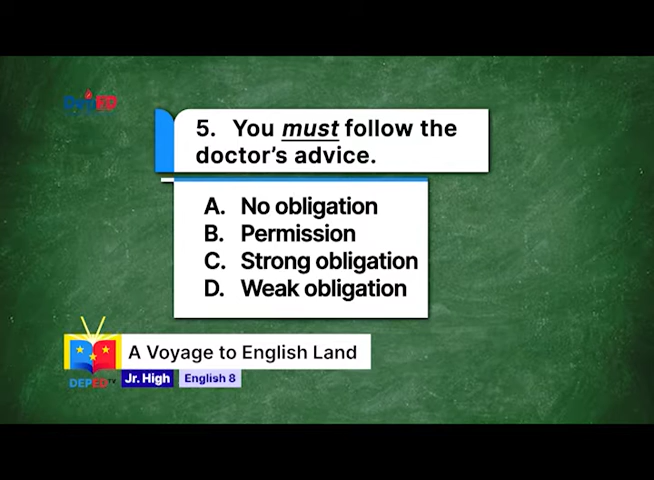 DepED
5. You must follow the
doctor's advice.
A. No obligation
B. Permission
C. Strong obligation
D. Weak obligation
A Voyage to English Land
DEPED TV
Jr. High
English 8